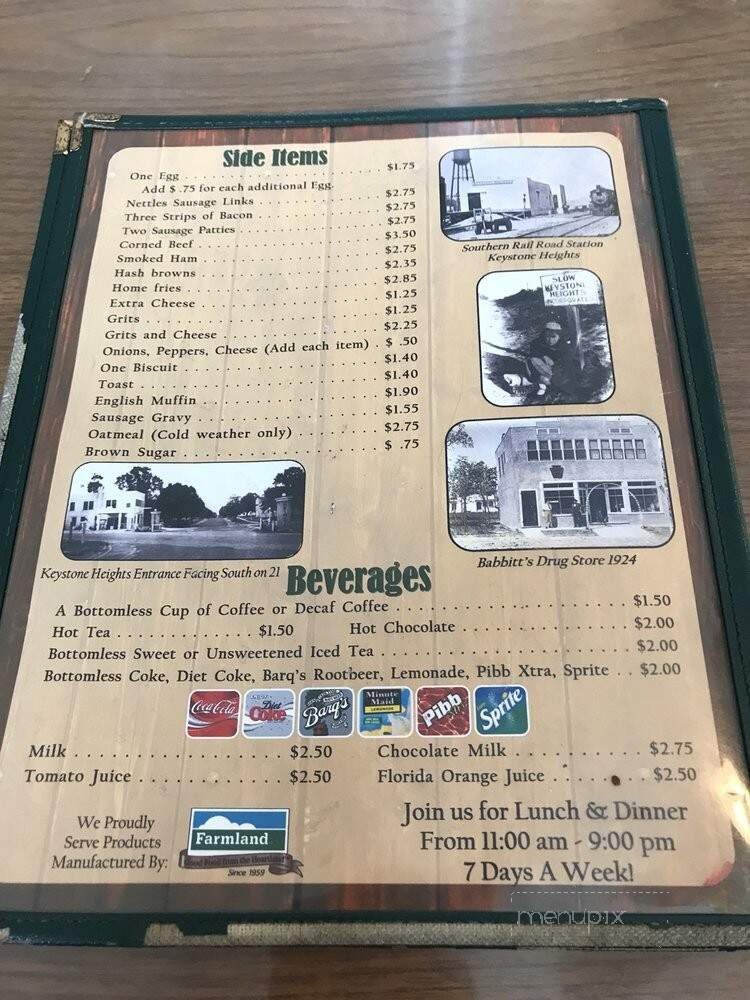 Side Items
One Egg . . . . . . . . . . . . . . . . . . . . . . $1.75
Add $ .75 for each additional Egg.
Nettles Sausage Links . . . . . . . . . . . . . . . . $2.75
Three Strips of Bacon . . . . . . . . . . . . . . . . $2.75
Two Sausage Patties . . . . . . . . . . . . . . . . . $2.75
Corned Beef . . . . . . . . . . . . . . . . . . . . . $3.50
Smoked Ham . . . . . . . . . . . . . . . . . . . . . $2.75
Hash browns . . . . . . . . . . . . . . . . . . . . . $2.35
Home fries . . . . . . . . . . . . . . . . . . . . . . $2.85
Extra Cheese . . . . . . . . . . . . . . . . . . . . . $1.25
Grits . . . . . . . . . . . . . . . . . . . . . . . . . $1.25
Grits and Cheese . . . . . . . . . . . . . . . . . . . $2.25
Onions, Peppers, Cheese (Add each item) . $ .50
One Biscuit . . . . . . . . . . . . . . . . . . . . . . $1.40
Toast . . . . . . . . . . . . . . . . . . . . . . . . . $1.40
English Muffin . . . . . . . . . . . . . . . . . . . . $1.90
Sausage Gravy . . . . . . . . . . . . . . . . . . . . $1.55
Oatmeal (Cold weather only) . . . . . . . . . . $2.75
Brown Sugar . . . . . . . . . . . . . . . . . . . . . $ .75
Southern Rail Road Station
Keystone Heights
SLOW
KEYSTONE
HEIGHTS
INCORPORATED
Babbitt's Drug Store 1924
Keystone Heights Entrance Facing South on 21
Beverages
A Bottomless Cup of Coffee or Decaf Coffee . . . . . . . . . . . . . . . . . . . $1.50
Hot Tea . . . . . . . . . . . . $1.50 Hot Chocolate . . . . . . . . . . . . . . $2.00
Bottomless Sweet or Unsweetened Iced Tea . . . . . . . . . . . . . . . . . . . . $2.00
Bottomless Coke, Diet Coke, Barq's Rootbeer, Lemonade, Pibb Xtra, Sprite . . $2.00
Coca-Cola
Diet
Coke
Barq's
Minute
Maid
LEMONADE
Pibb
Sprite
Milk . . . . . . . . . . . . . . . . $2.50 Chocolate Milk . . . . . . . . . . . $2.75
Tomato Juice . . . . . . . . . . . $2.50 Florida Orange Juice . . . . . . . . $2.50
We Proudly
Serve Products
Manufactured By:
Farmland
Good Food from the Heartland
Since 1959
Join us for Lunch & Dinner
From 11:00 am - 9:00 pm
7 Days A Week!
menupix